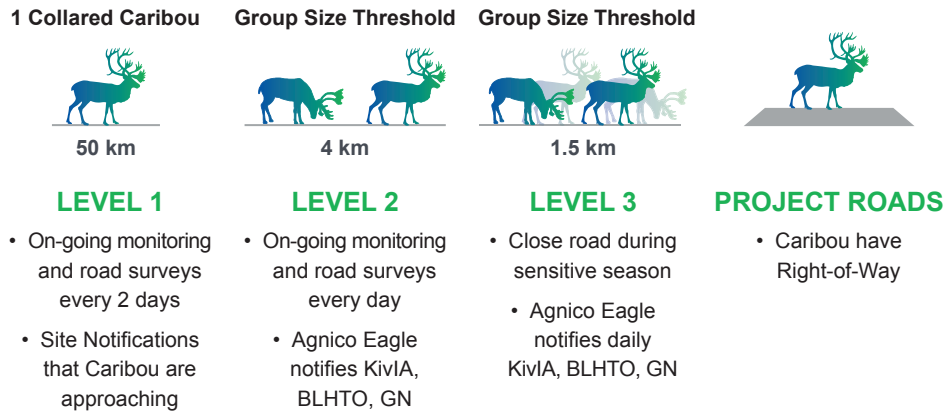 1 Collared Caribou
50 km
LEVEL 1
• On-going monitoring
and road surveys
every 2 days
• Site Notifications
that Caribou are
approaching
Group Size Threshold
4 km
LEVEL 2
• On-going monitoring
and road surveys
every day
• Agnico Eagle
notifies KivIA,
BLHTO, GN
Group Size Threshold
1.5 km
LEVEL 3
• Close road during
sensitive season
• Agnico Eagle
notifies daily
KivIA, BLHTO, GN
PROJECT ROADS
• Caribou have
Right-of-Way